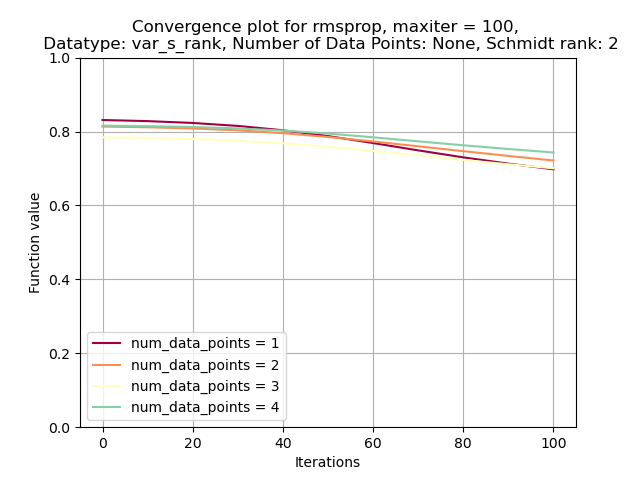 Convergence plot for rmsprop, maxiter = 100,
Datatype: var_s_rank, Number of Data Points: None, Schmidt rank: 2
1.0
0.8
0.6
0.4
0.2
0.0
Function value
num_data_points = 1
num_data_points = 2
num_data_points = 3
num_data_points = 4
0 20 40 60 80 100
Iterations